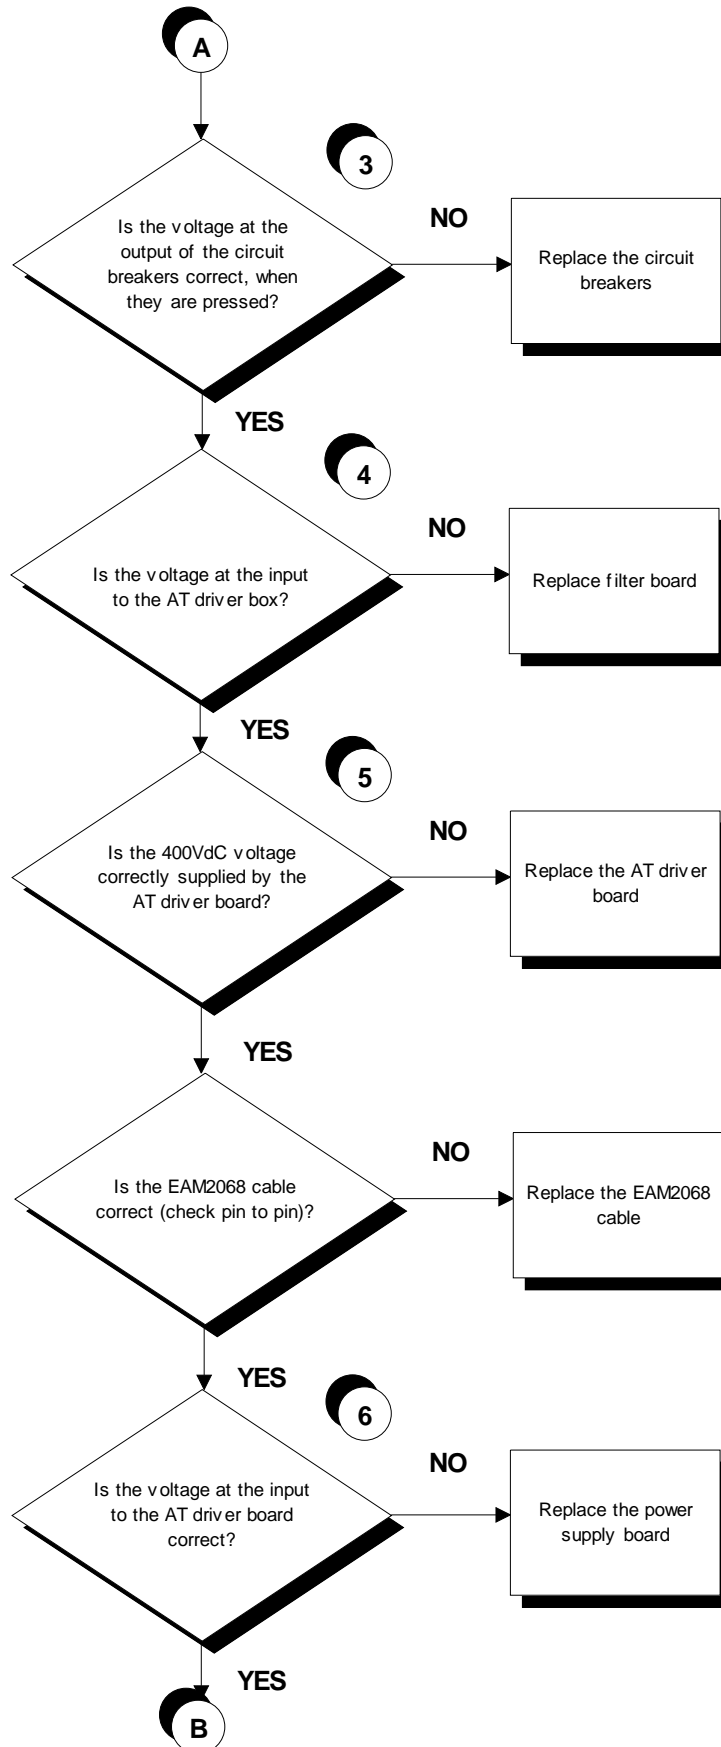 A
3
Is the voltage at the
output of the circuit
breakers correct, when
they are pressed?
NO
Replace the circuit
breakers
YES
4
Is the voltage at the input
to the AT driver box?
NO
Replace filter board
YES
5
Is the 400VdC voltage
correctly supplied by the
AT driver board?
NO
Replace the AT driver
board
YES
Is the EAM2068 cable
correct (check pin to pin)?
NO
Replace the EAM2068
cable
YES
6
Is the voltage at the input
to the AT driver board
correct?
NO
Replace the power
supply board
YES
B